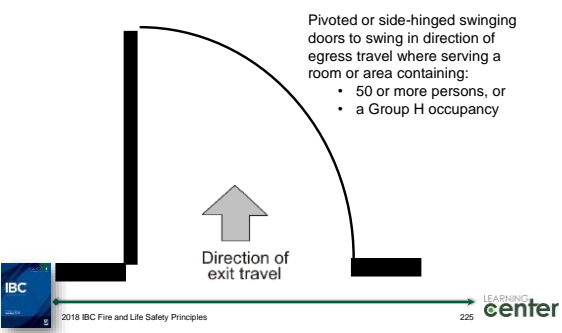 Pivoted or side-hinged swinging
doors to swing in direction of
egress travel where serving a
room or area containing:
• 50 or more persons, or
• a Group H occupancy
Direction of
exit travel
IBC
2018 IBC Fire and Life Safety Principles
225
LEARNING
center